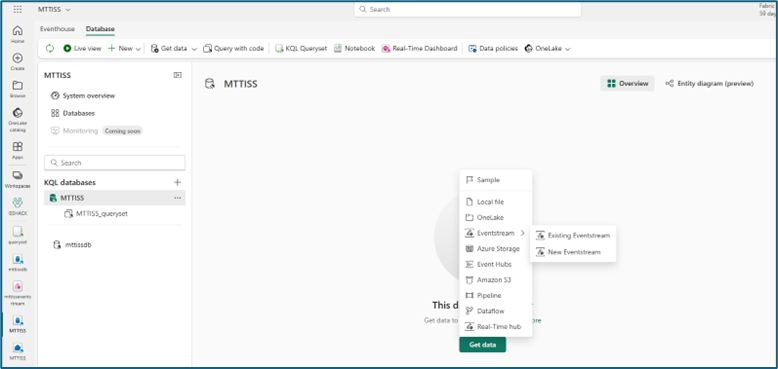 MTTISS
Search
Fabric
59 day
Eventhouse Database
Live view New Get data Query with code KQL Queryset Notebook Real-Time Dashboard Data policies OneLake
Home
Create
Browse
OneLake
catalog
Apps
Workspaces
queryset
mttissdb
mttissevents
tream
MTTISS
MTTISS
MTTISS
System overview
Databases
Monitoring Coming soon
Search
KQL databases
MTTISS
MTTISS_queryset
mttissdb
MTTISS
Overview Entity diagram (preview)
Sample
Local file
OneLake
Eventstream
Existing Eventstream
New Eventstream
Azure Storage
Event Hubs
Amazon S3
Pipeline
Dataflow
Real-Time hub
This d
Get data to
ore
Get data